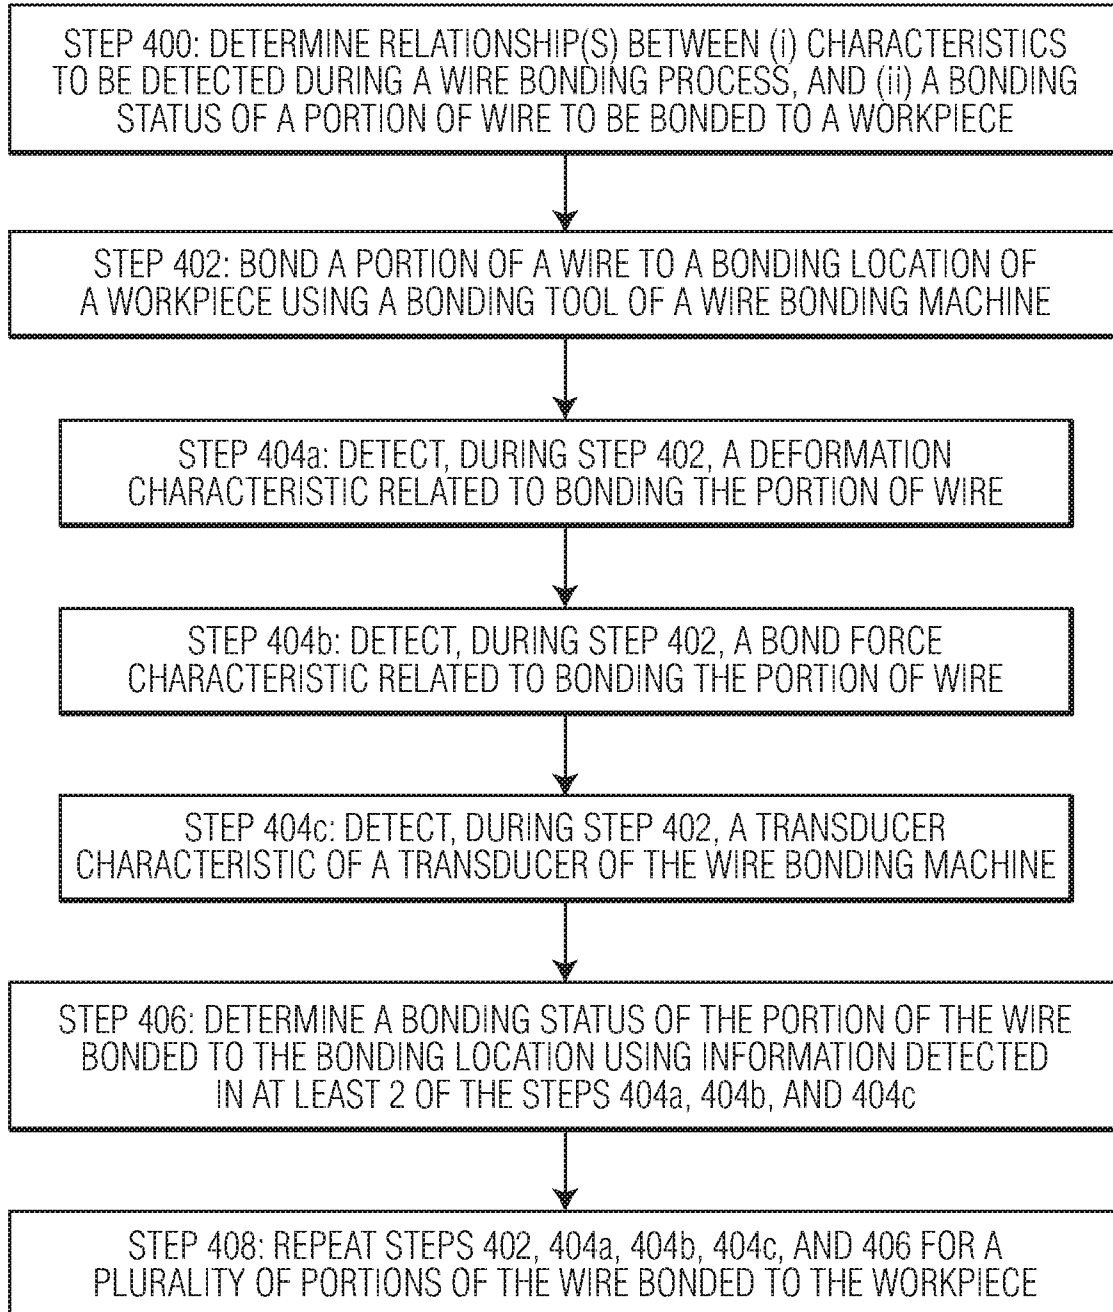 STEP 400: DETERMINE RELATIONSHIP(S) BETWEEN (i) CHARACTERISTICS
TO BE DETECTED DURING A WIRE BONDING PROCESS, AND (ii) A BONDING
STATUS OF A PORTION OF WIRE TO BE BONDED TO A WORKPIECE
STEP 402: BOND A PORTION OF A WIRE TO A BONDING LOCATION OF
A WORKPIECE USING A BONDING TOOL OF A WIRE BONDING MACHINE
STEP 404a: DETECT, DURING STEP 402, A DEFORMATION
CHARACTERISTIC RELATED TO BONDING THE PORTION OF WIRE
STEP 404b: DETECT, DURING STEP 402, A BOND FORCE
CHARACTERISTIC RELATED TO BONDING THE PORTION OF WIRE
STEP 404c: DETECT, DURING STEP 402, A TRANSDUCER
CHARACTERISTIC OF A TRANSDUCER OF THE WIRE BONDING MACHINE
STEP 406: DETERMINE A BONDING STATUS OF THE PORTION OF THE WIRE
BONDED TO THE BONDING LOCATION USING INFORMATION DETECTED
IN AT LEAST 2 OF THE STEPS 404a, 404b, AND 404c
STEP 408: REPEAT STEPS 402, 404a, 404b, 404c, AND 406 FOR A
PLURALITY OF PORTIONS OF THE WIRE BONDED TO THE WORKPIECE